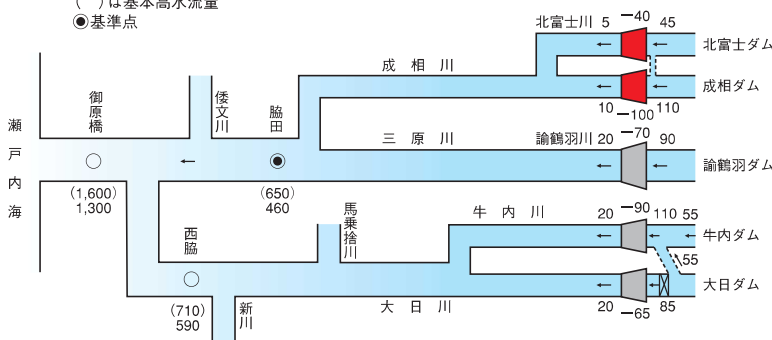 ( )は基本高水流量
◉基準点
北富士川 5 −40 45
北富士ダム
成相川
成相ダム
10 −100 110
御原橋
倭文川
脇田
三原川
諭鶴羽川 20 −70 90
諭鶴羽ダム
瀬戸内海
(1,600)
1,300
(650)
460
馬乗捨川
牛内川
20 −90 110 55
牛内ダム
西脇
55
大日ダム
(710)
590
新川
大日川
20 −65 85